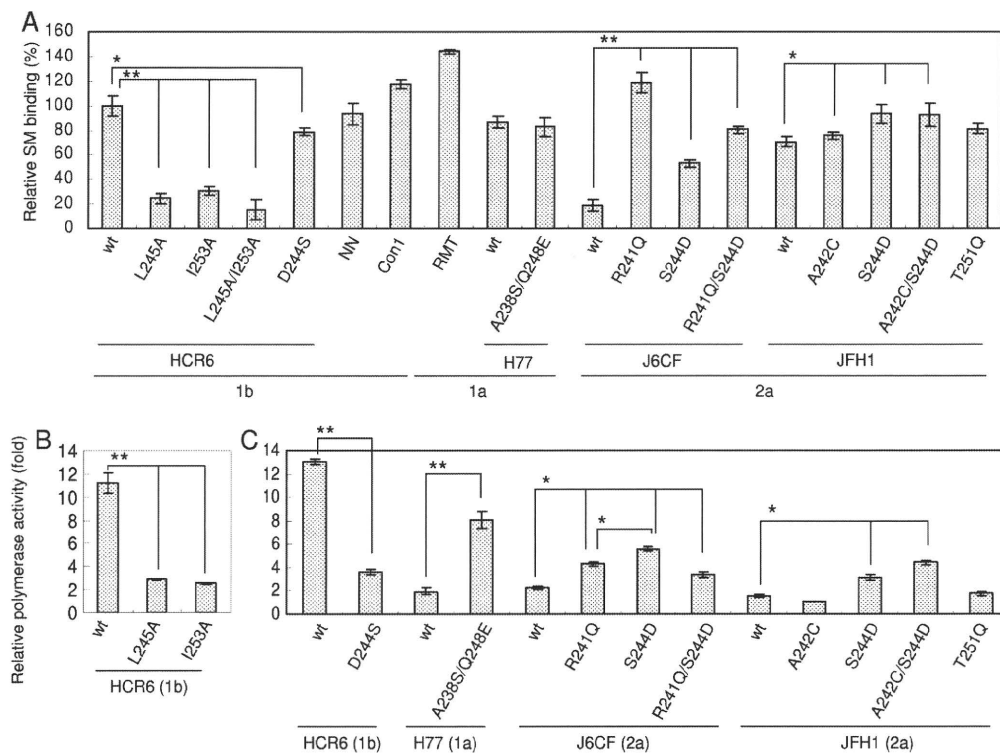 A
Relative SM binding (%)
160
140
120
100
80
60
40
20
0
*
**
**
*
wt
L245A
I253A
L245A/I253A
D244S
NN
Con1
RMT
wt
A238S/Q248E
wt
R241Q
S244D
R241Q/S244D
wt
A242C
S244D
A242C/S244D
T251Q
HCR6
H77
J6CF
JFH1
1b
1a
2a
B
Relative polymerase activity (fold)
14
12
10
8
6
4
2
0
**
wt
L245A
I253A
HCR6 (1b)
C
14
12
10
8
6
4
2
0
**
**
*
*
*
wt
D244S
wt
A238S/Q248E
wt
R241Q
S244D
R241Q/S244D
wt
A242C
S244D
A242C/S244D
T251Q
HCR6 (1b)
H77 (1a)
J6CF (2a)
JFH1 (2a)